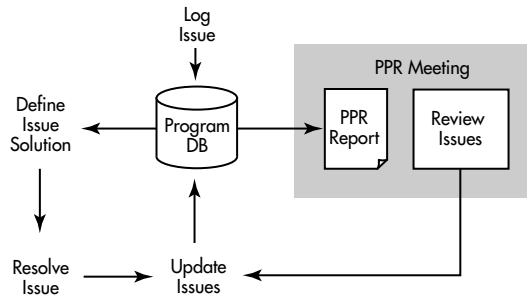 Log
Issue
PPR Meeting
Define
Issue
Solution
Program
DB
PPR
Report
Review
Issues
Resolve
Issue
Update
Issues